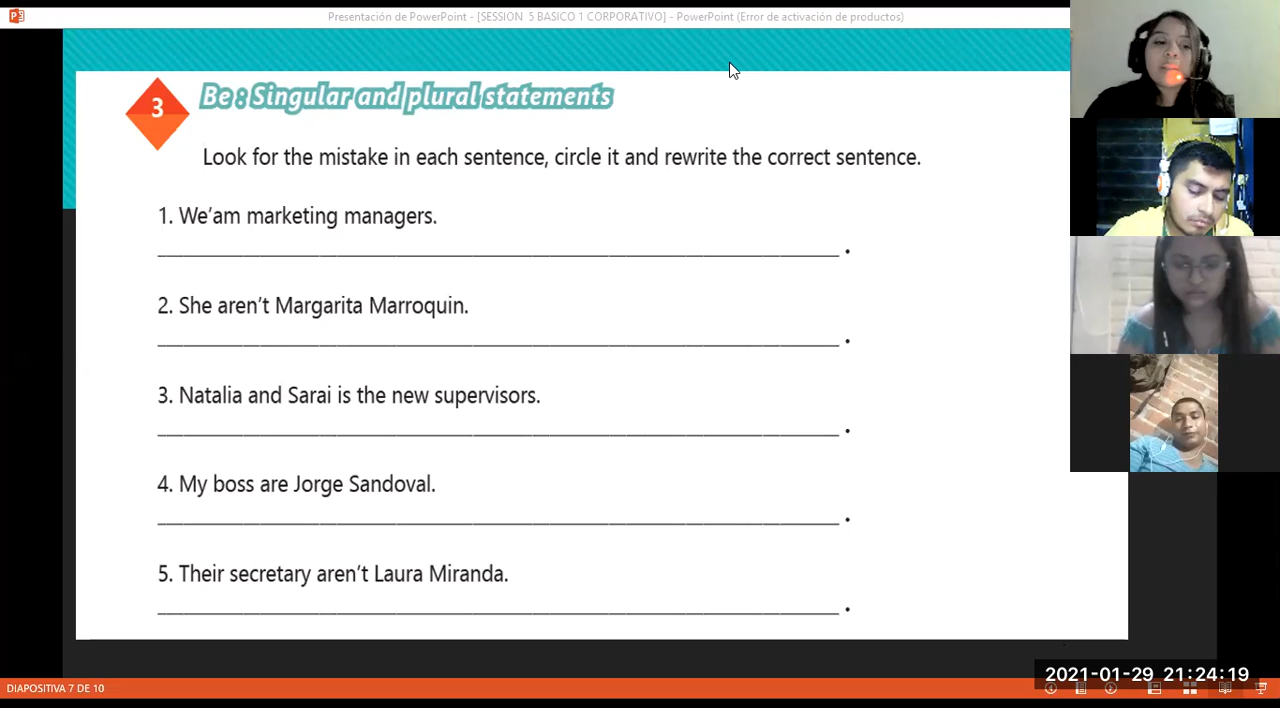 Presentación de PowerPoint - [SESSION  5 BASICO 1 CORPORATIVO] - PowerPoint (Error de activación de productos)
3
Be : Singular and plural statements
Look for the mistake in each sentence, circle it and rewrite the correct sentence.
1. We'am marketing managers.
2. She aren't Margarita Marroquin.
3. Natalia and Sarai is the new supervisors.
4. My boss are Jorge Sandoval.
5. Their secretary aren't Laura Miranda.
2021-01-29 21:24:19
DIAPOSITIVA 7 DE 10